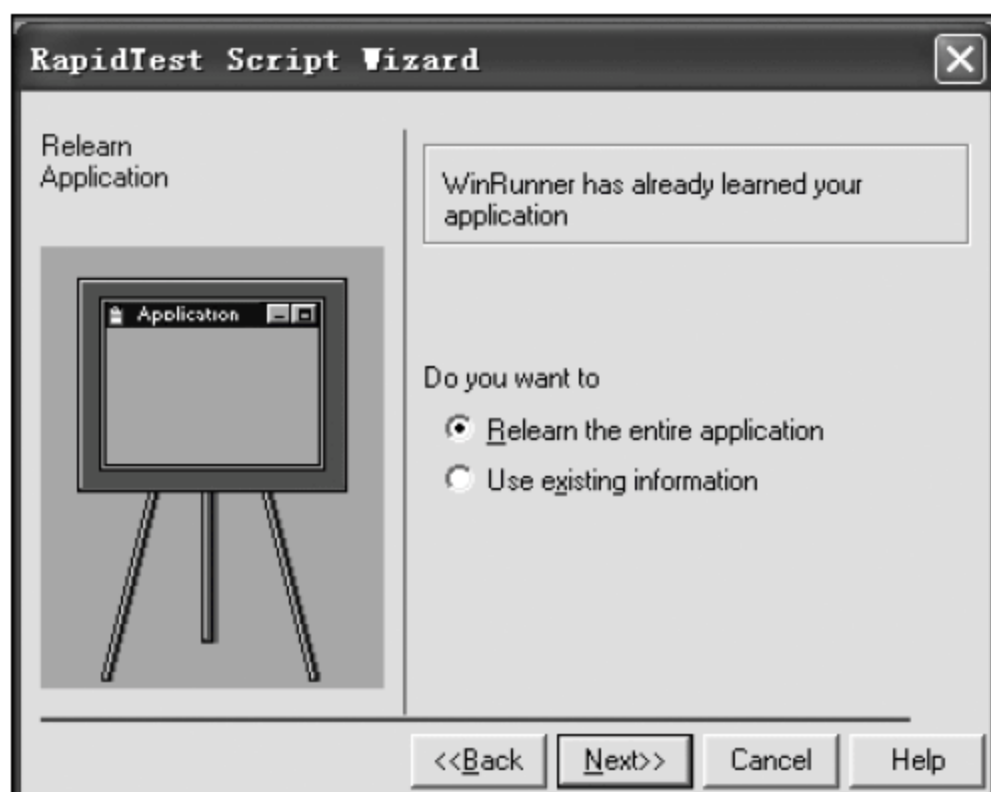 RapidTest Script Wizard
Relearn
Application
Application
WinRunner has already learned your
application
Do you want to
Relearn the entire application
Use existing information
<<Back
Next>>
Cancel
Help